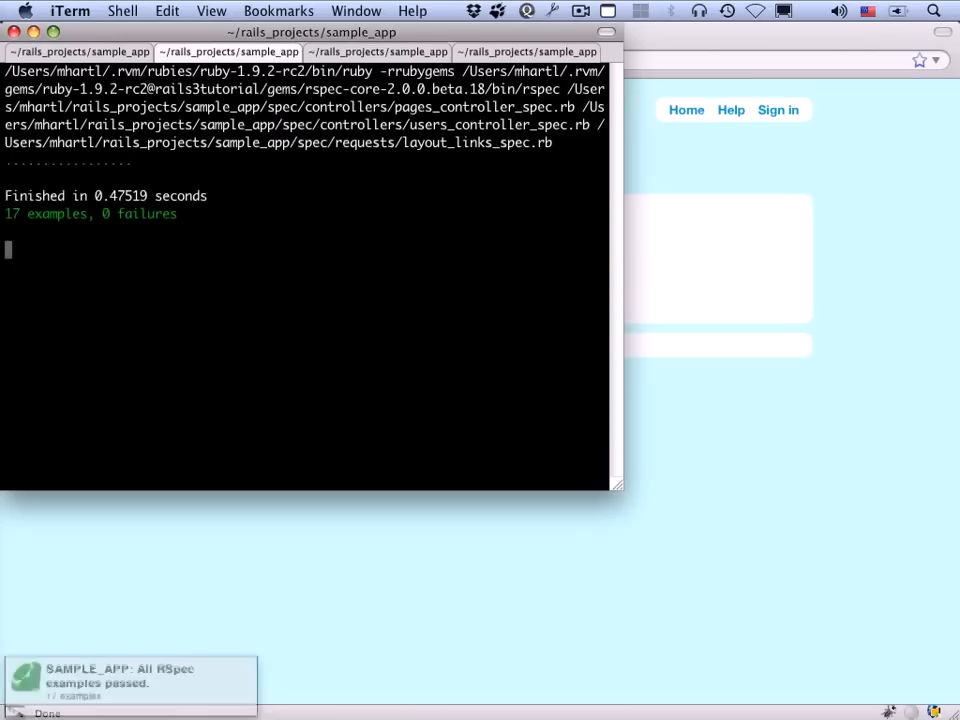 iTerm Shell Edit View Bookmarks Window Help
~/rails_projects/sample_app
~/rails_projects/sample_app ~/rails_projects/sample_app ~/rails_projects/sample_app ~/rails_projects/sample_app
/Users/mhartl/.rvm/rubies/ruby-1.9.2-rc2/bin/ruby -rrubygems /Users/mhartl/.rvm/
gems/ruby-1.9.2-rc2@rails3tutorial/gems/rspec-core-2.0.0.beta.18/bin/rspec /User
s/mhartl/rails_projects/sample_app/spec/controllers/pages_controller_spec.rb /Us
ers/mhartl/rails_projects/sample_app/spec/controllers/users_controller_spec.rb /
Users/mhartl/rails_projects/sample_app/spec/requests/layout_links_spec.rb
.................
Finished in 0.47519 seconds
17 examples, 0 failures
Home Help Sign in
SAMPLE_APP: All RSpec
examples passed.
17 examples
Done